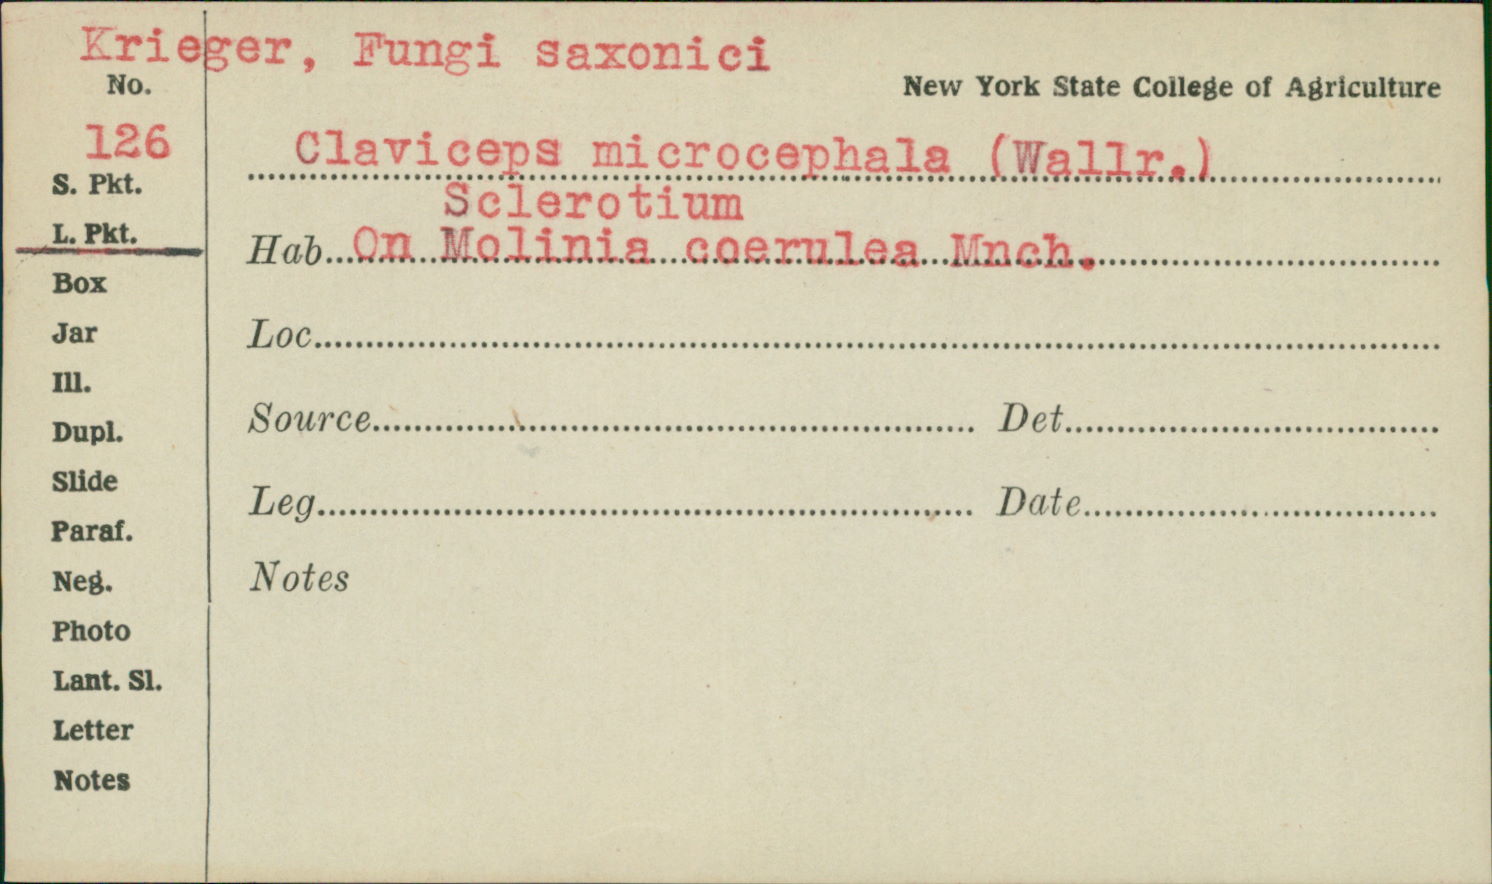 Krieger, Fungi saxonici
No.
New York State College of Agriculture
126
Claviceps microcephala (Wallr.)
S. Pkt.
Sclerotium
L. Pkt.
Hab. On Molinia coerulea Mnch.
Box
Jar
Loc.
Ill.
Dupl.
Source Det.
Slide
Leg. Date
Paraf.
Neg.
Notes
Photo
Lant. Sl.
Letter
Notes